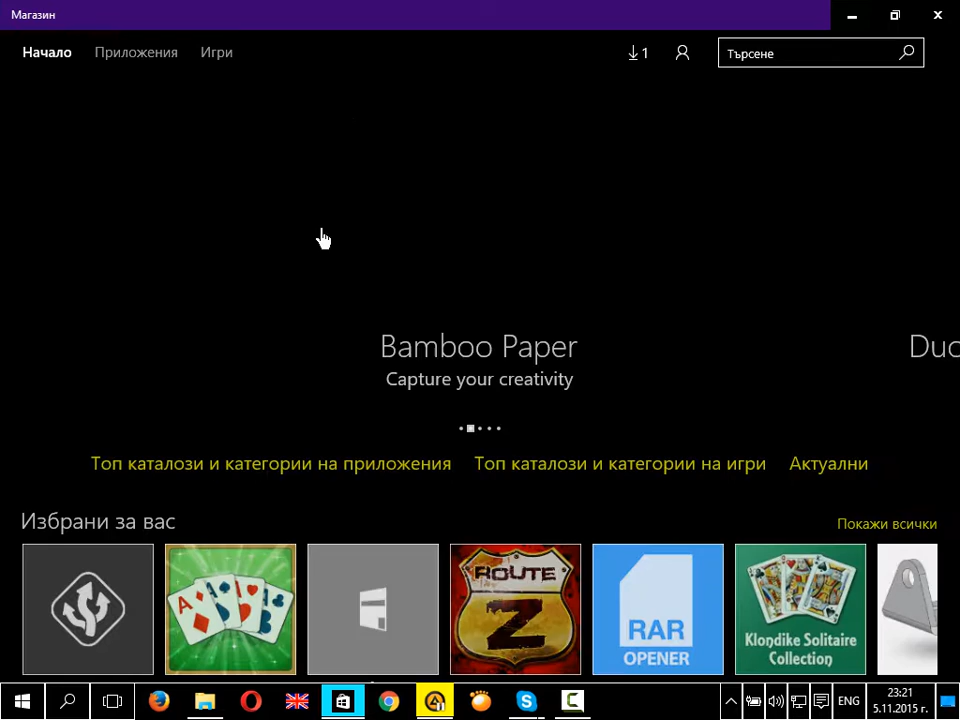 Магазин
Начало Приложения Игри 1 Търсене
Bamboo Paper
Duo
Capture your creativity
Топ каталози и категории на приложения Топ каталози и категории на игри Актуални
Избрани за вас Покажи всички
A
ROUTE
Z
RAR
OPENER
Klondike Solitaire
Collection
ENG
23:21
5.11.2015 г.